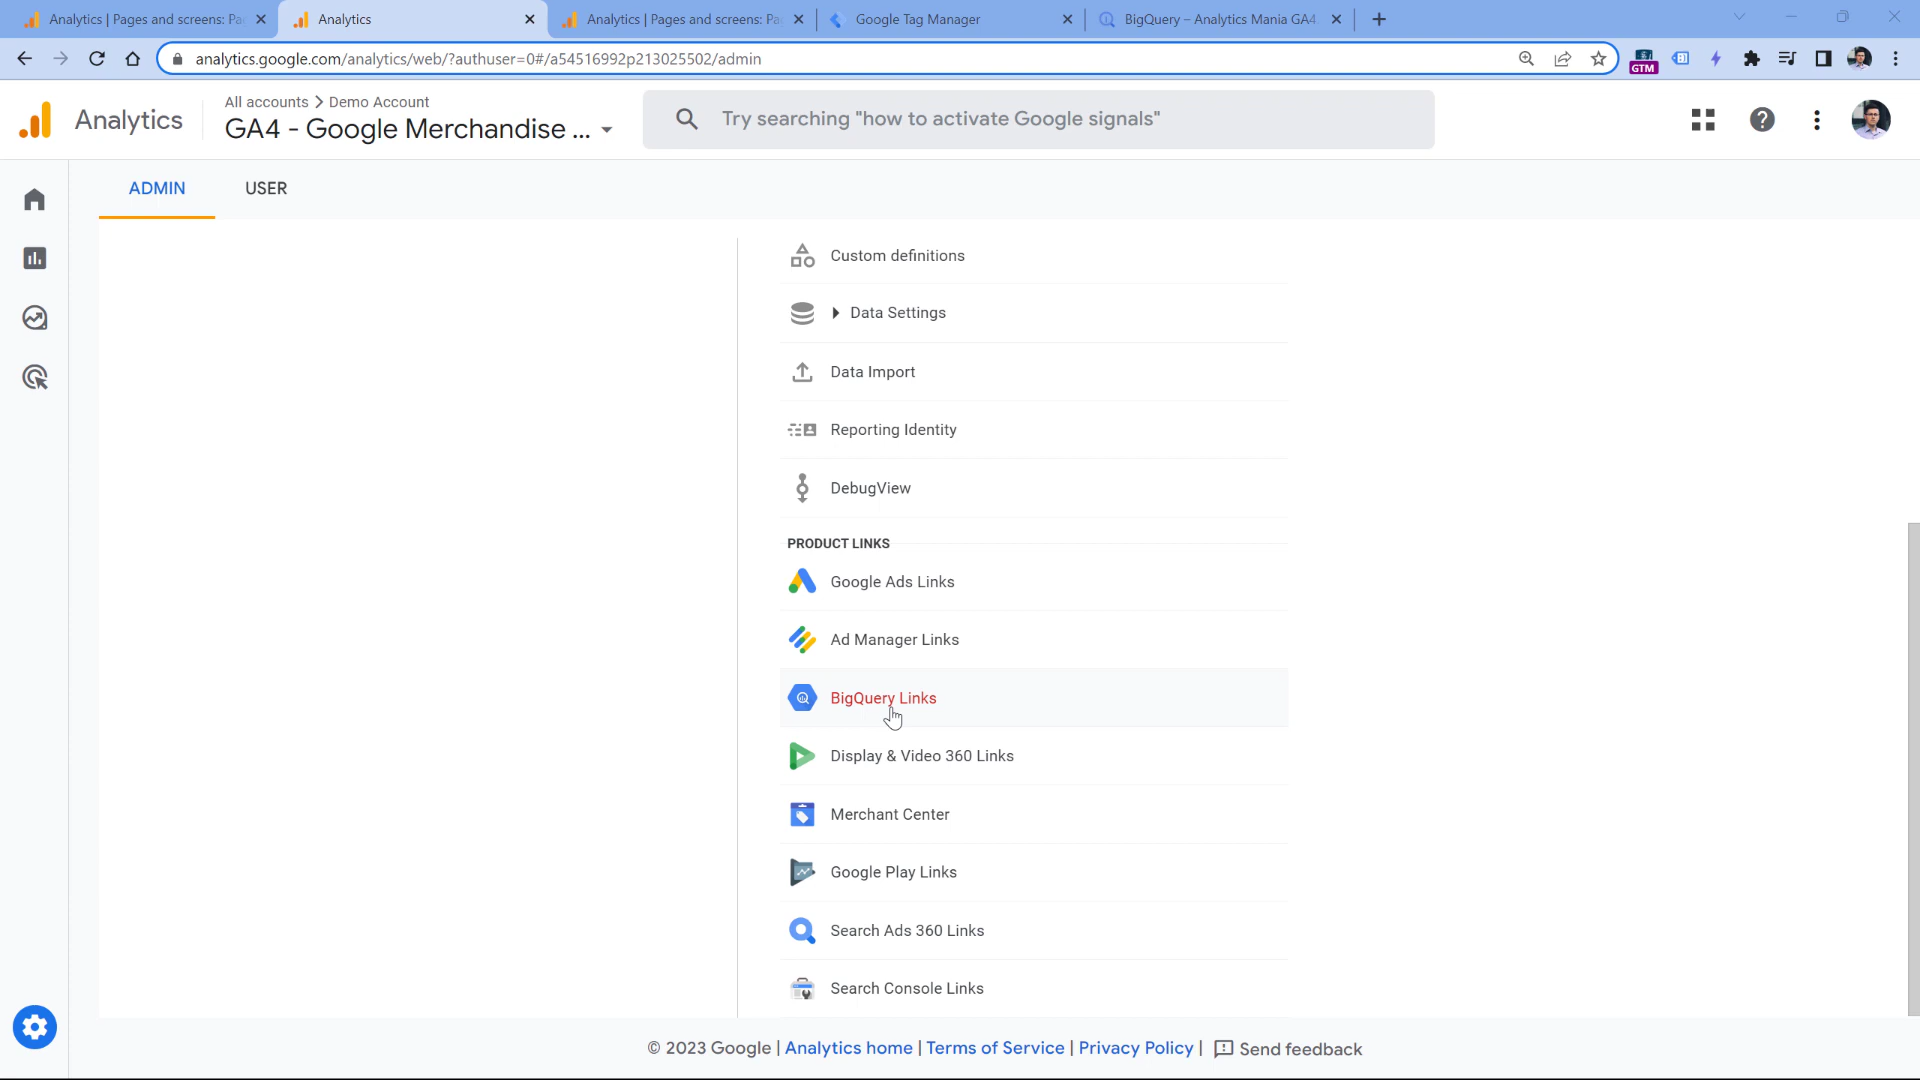 Analytics | Pages and screens: Pa
Analytics
Analytics | Pages and screens: Pa
Google Tag Manager
BigQuery – Analytics Mania GA4
analytics.google.com/analytics/web/?authuser=0#/a54516992p213025502/admin
GTM
Analytics
All accounts > Demo Account
GA4 - Google Merchandise ...
Try searching "how to activate Google signals"
ADMIN
USER
Custom definitions
Data Settings
Data Import
Reporting Identity
DebugView
PRODUCT LINKS
Google Ads Links
Ad Manager Links
BigQuery Links
Display & Video 360 Links
Merchant Center
Google Play Links
Search Ads 360 Links
Search Console Links
© 2023 Google | Analytics home | Terms of Service | Privacy Policy | Send feedback